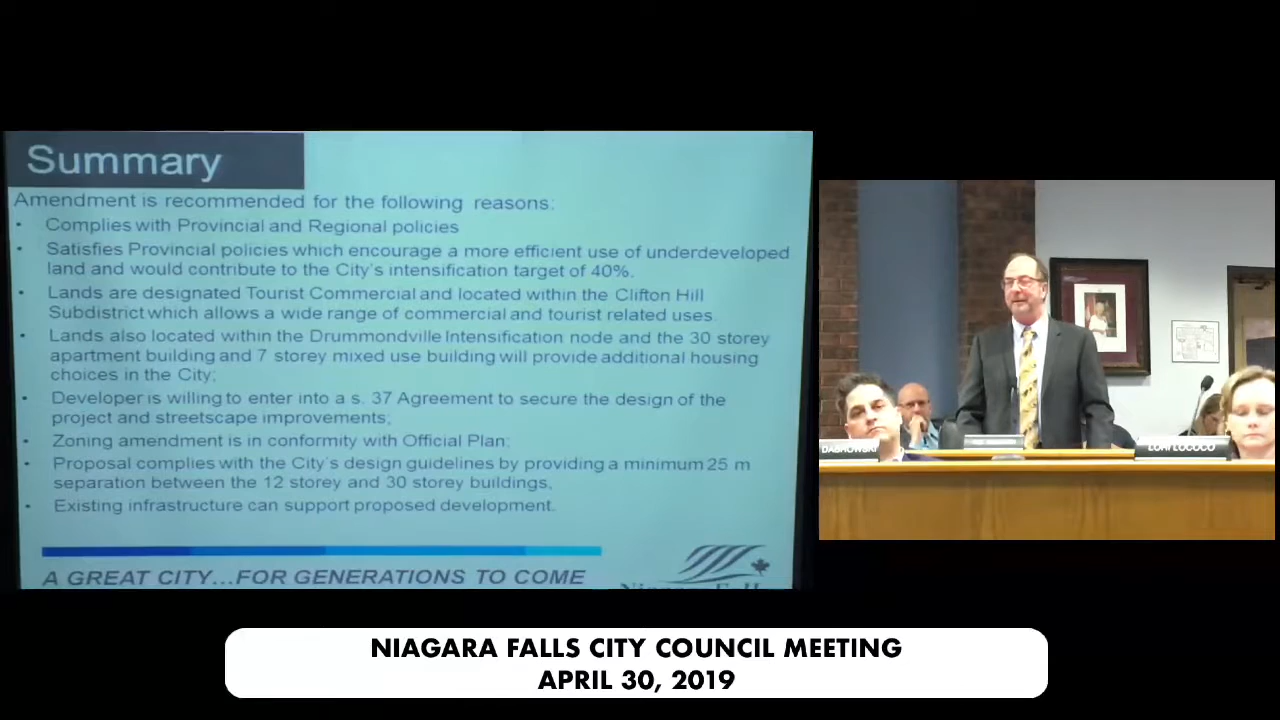 Summary
Amendment is recommended for the following reasons:
• Complies with Provincial and Regional policies
• Satisfies Provincial policies which encourage a more efficient use of underdeveloped
land and would contribute to the City's intensification target of 40%.
• Lands are designated Tourist Commercial and located within the Clifton Hill
Subdistrict which allows a wide range of commercial and tourist related uses.
• Lands also located within the Drummondville Intensification node and the 30 storey
apartment building and 7 storey mixed use building will provide additional housing
choices in the City;
• Developer is willing to enter into a s. 37 Agreement to secure the design of the
project and streetscape improvements;
• Zoning amendment is in conformity with Official Plan;
• Proposal complies with the City's design guidelines by providing a minimum 25 m
separation between the 12 storey and 30 storey buildings,
• Existing infrastructure can support proposed development.
A GREAT CITY...FOR GENERATIONS TO COME
DABROWSKI
LORI LOCOCO
NIAGARA FALLS CITY COUNCIL MEETING
APRIL 30, 2019